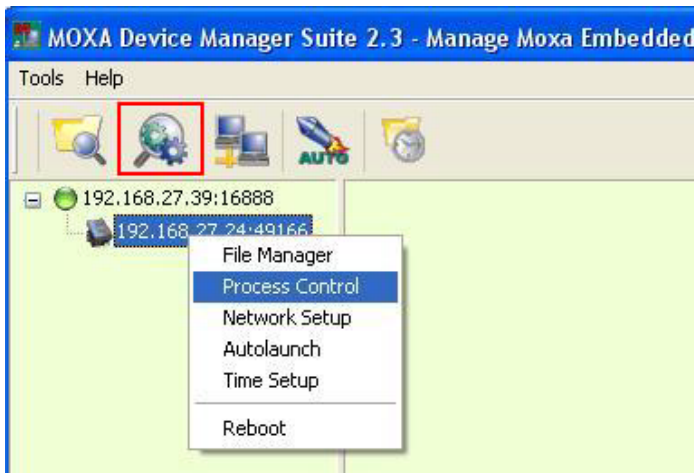 MOXA Device Manager Suite 2.3 - Manage Moxa Embedded
Tools Help
AUTO
192.168.27.39:16888
192.168.27.24:49166
File Manager
Process Control
Network Setup
Autolaunch
Time Setup
Reboot